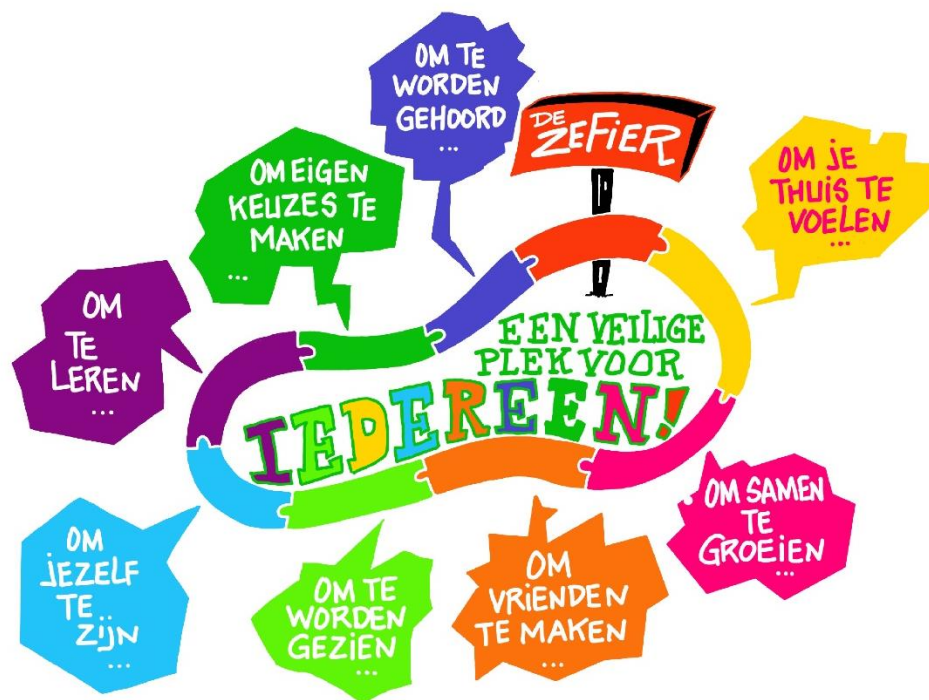 OM TE
WORDEN
GEHOORD
...
DE
ZEFiER
OM JE
THUiS TE
VOELEN
...
OM EiGEN
KEUZES TE
MAKEN
...
OM
TE
LEREN
...
EEN VEILIGE
PLEK VOOR
IEDEREEN!
OM SAMEN
TE
GROEiEN
...
OM
JEZELF
TE
ZIJN
...
OM TE
WORDEN
GEZiEN
...
OM
VRiENDEN
TE MAKEN
...